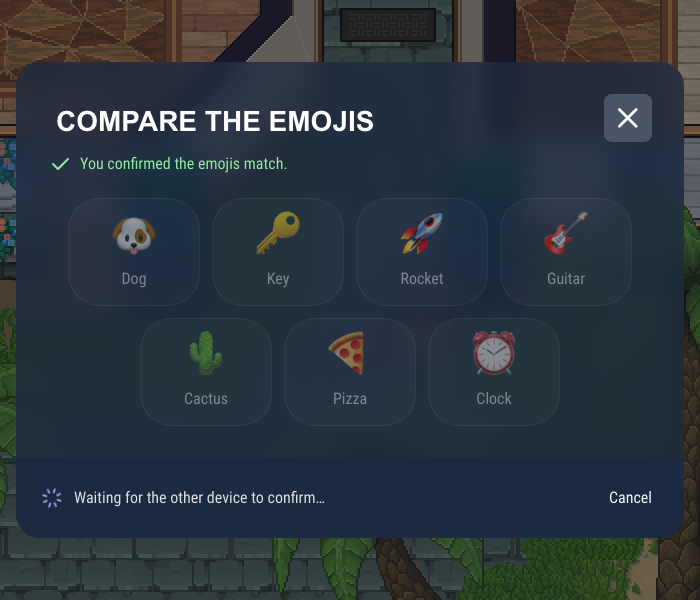 COMPARE THE EMOJIS
You confirmed the emojis match.
Dog
Key
Rocket
Guitar
Cactus
Pizza
Clock
Waiting for the other device to confirm…
Cancel